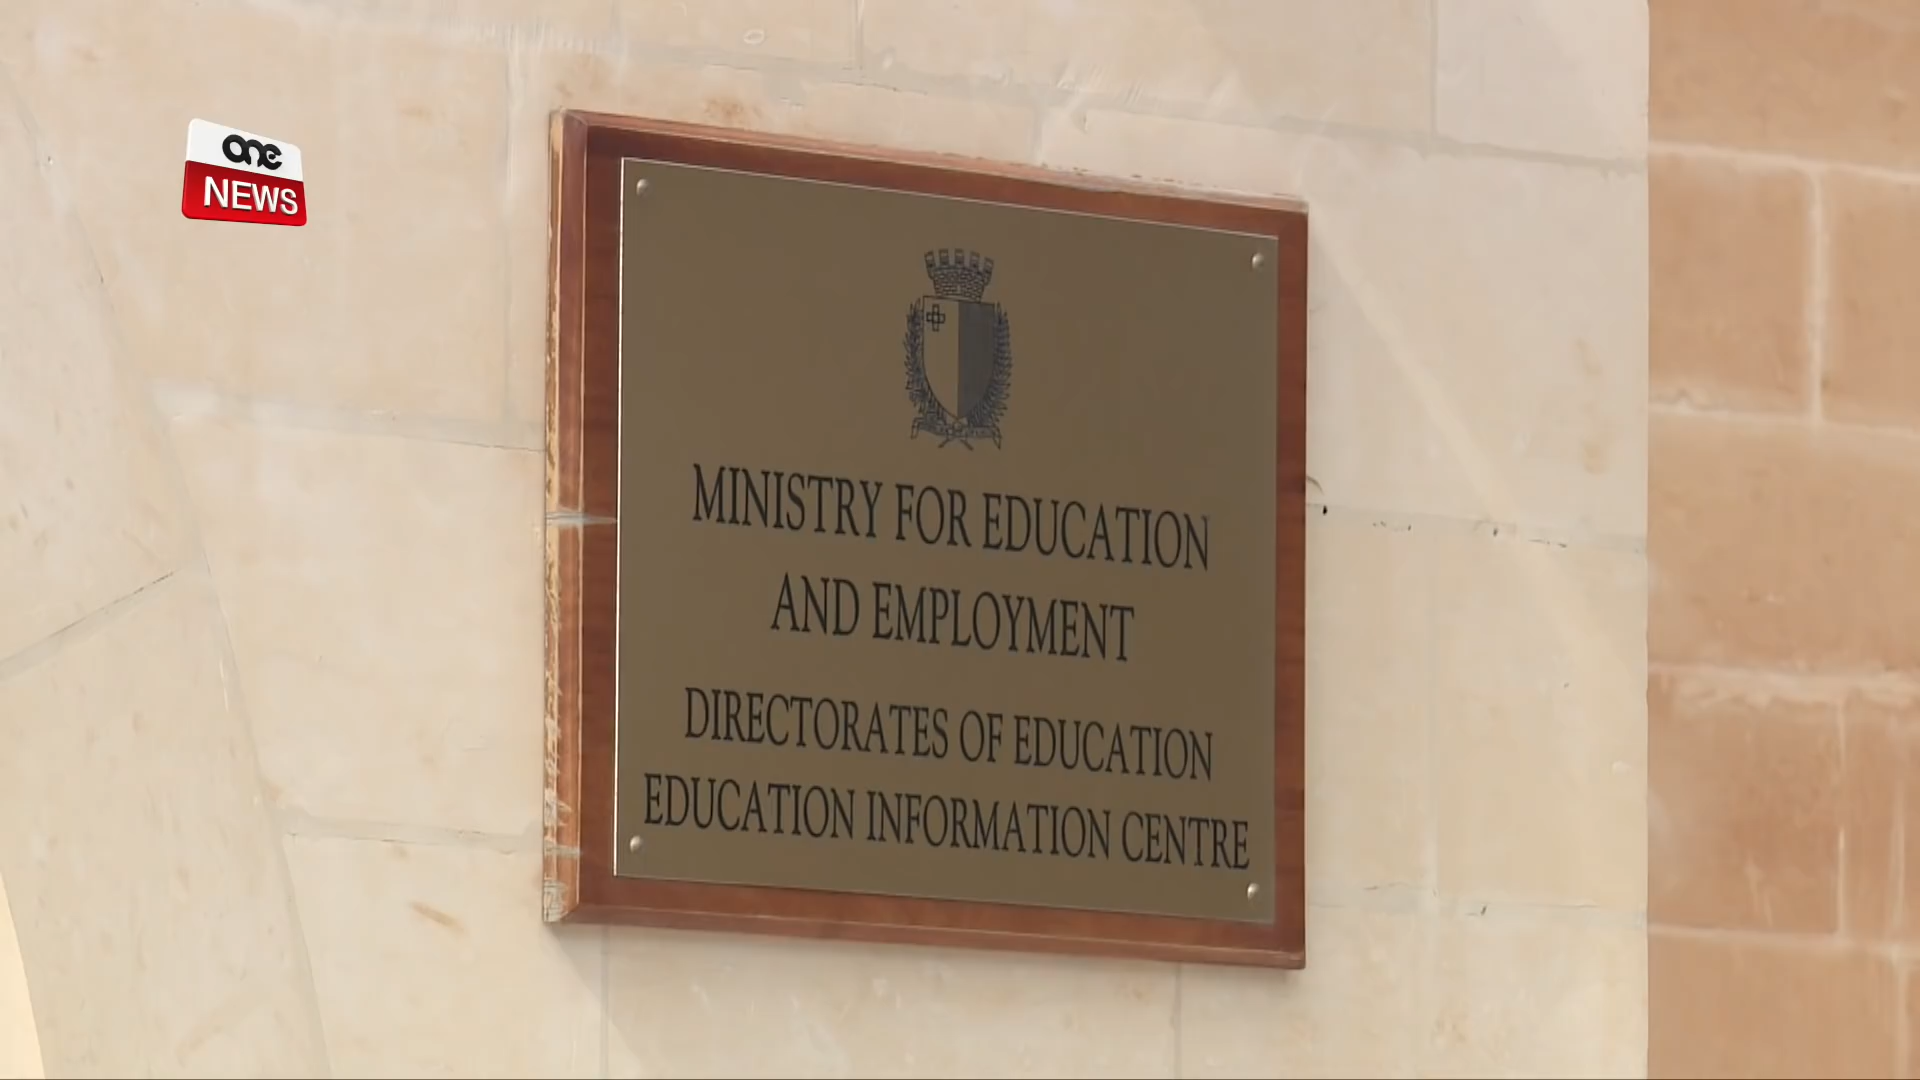 one
NEWS
MINISTRY FOR EDUCATION
AND EMPLOYMENT
DIRECTORATES OF EDUCATION
EDUCATION INFORMATION CENTRE